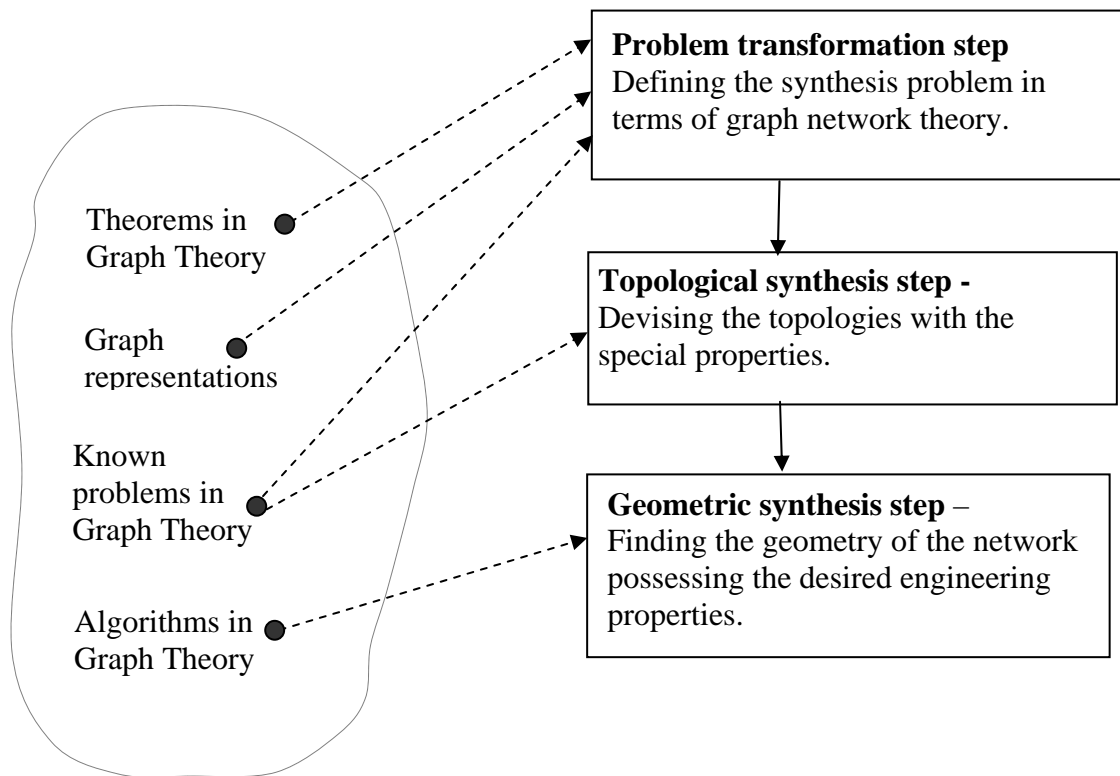 Theorems in
Graph Theory
Graph
representations
Known
problems in
Graph Theory
Algorithms in
Graph Theory
Problem transformation step
Defining the synthesis problem in
terms of graph network theory.
Topological synthesis step -
Devising the topologies with the
special properties.
Geometric synthesis step –
Finding the geometry of the network
possessing the desired engineering
properties.